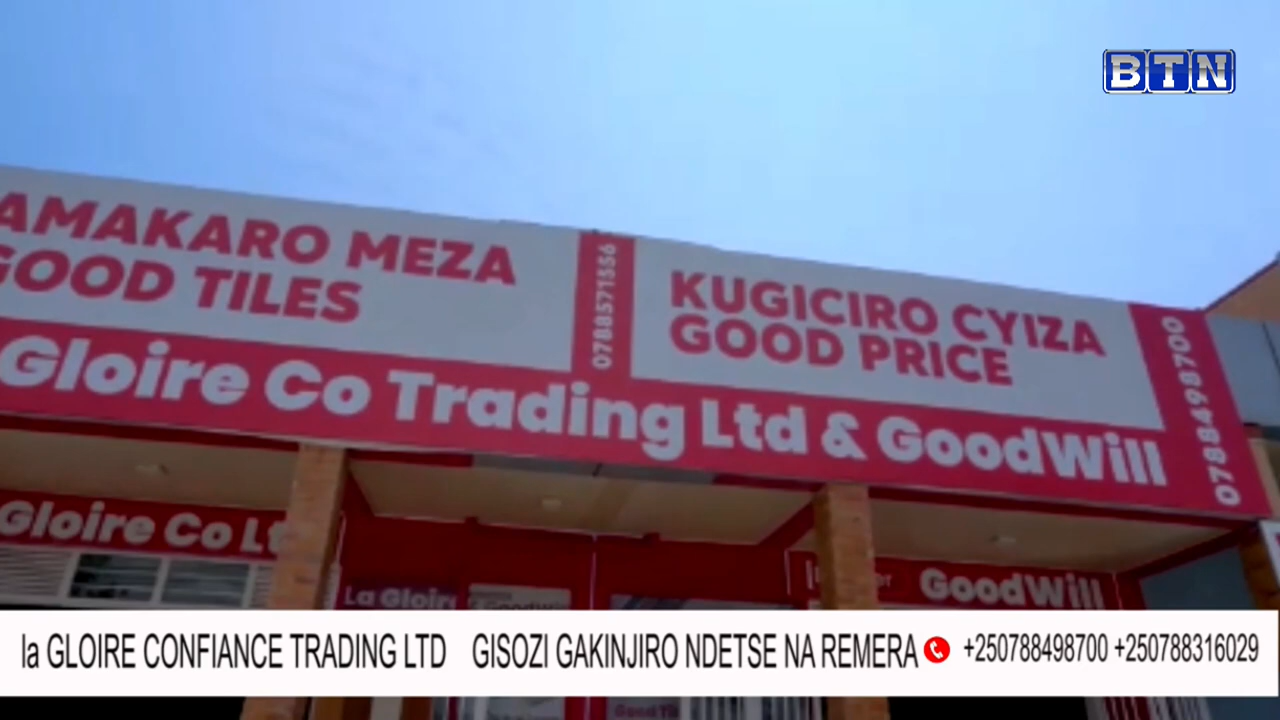 BTN
AMAKARO MEZA
GOOD TILES
0788571556
KUGICIRO CYIZA
GOOD PRICE
0788498700
Gloire Co Trading Ltd & GoodWill
Gloire Co
La Gloire
GoodWill
la GLOIRE CONFIANCE TRADING LTD GISOZI GAKINJIRO NDETSE NA REMERA +250788498700 +250788316029